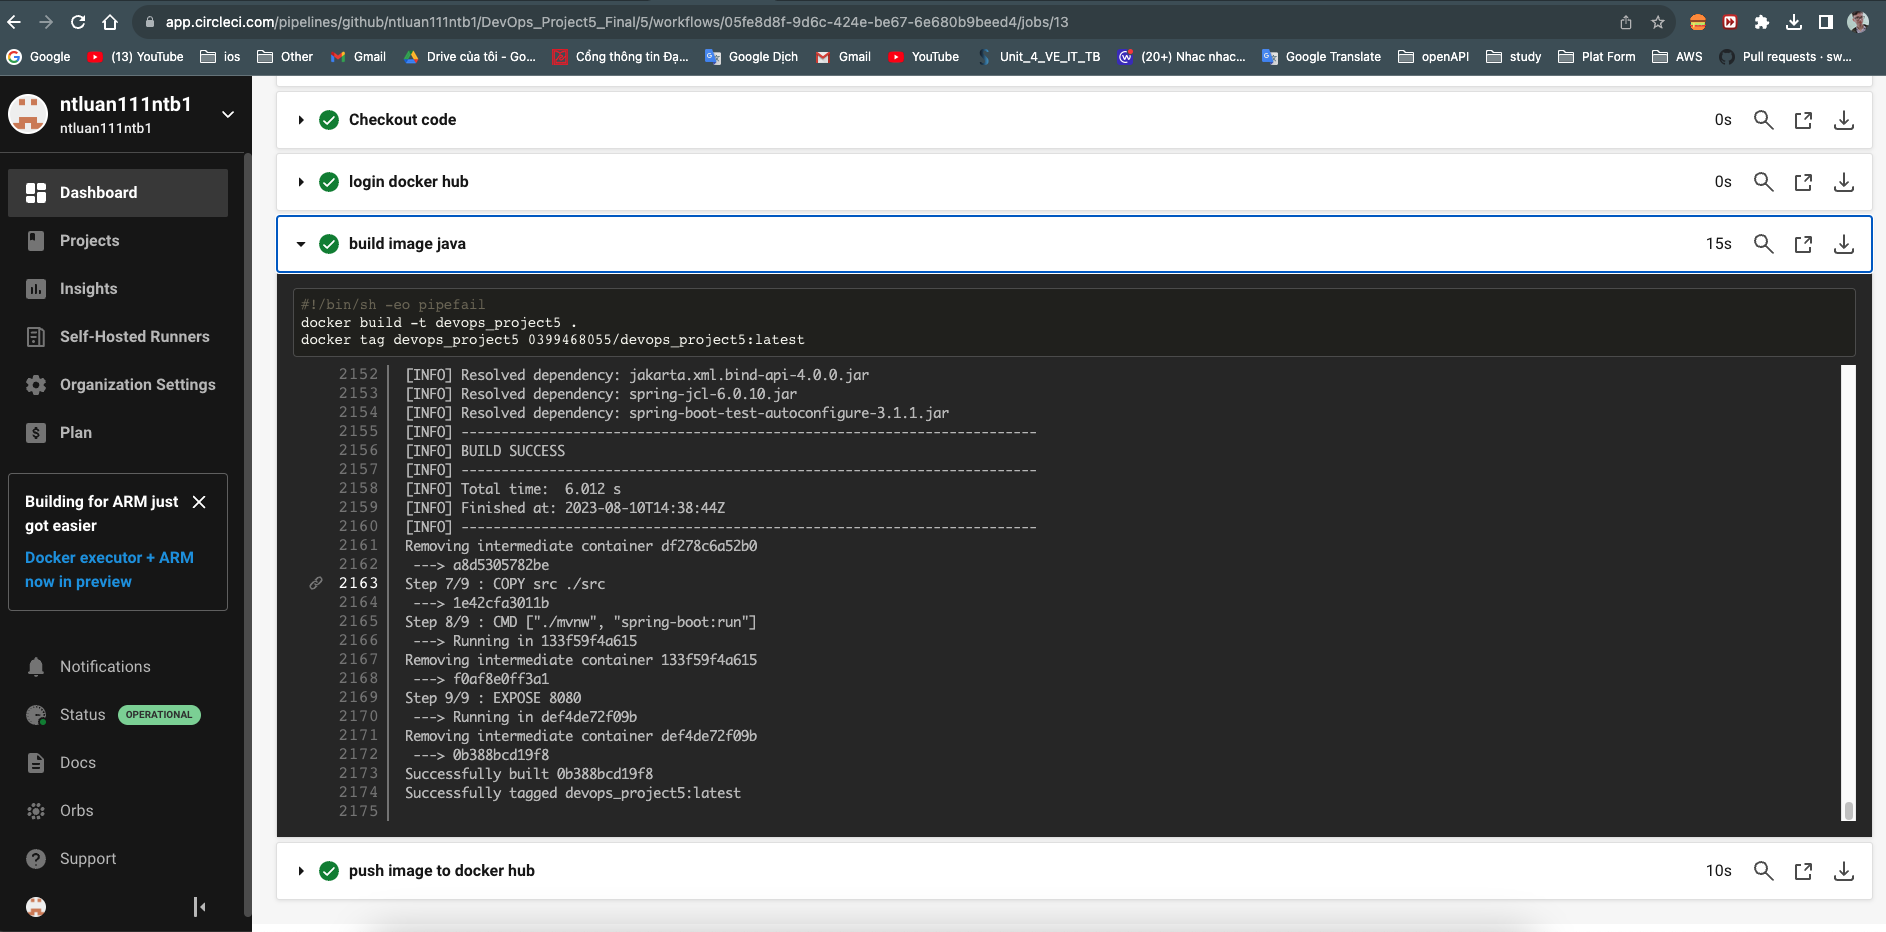 app.circleci.com/pipelines/github/ntluan111ntb1/DevOps_Project5_Final/5/workflows/05fe8d8f-9d6c-424e-be67-6e680b9beed4/jobs/13
Google (13) YouTube ios Other Gmail Drive của tôi - Go... Cổng thông tin Đạ... Google Dịch Gmail YouTube Unit_4_VE_IT_TB (20+) Nhac nhac... Google Translate openAPI study Plat Form AWS Pull requests · sw...
ntluan111ntb1
ntluan111ntb1
Dashboard
Projects
Insights
Self-Hosted Runners
Organization Settings
Plan
Building for ARM just
got easier
Docker executor + ARM
now in preview
Notifications
Status OPERATIONAL
Docs
Orbs
Support
Checkout code 0s
login docker hub 0s
build image java 15s
#!/bin/sh -eo pipefail
docker build -t devops_project5 .
docker tag devops_project5 0399468055/devops_project5:latest
2152 [INFO] Resolved dependency: jakarta.xml.bind-api-4.0.0.jar
2153 [INFO] Resolved dependency: spring-jcl-6.0.10.jar
2154 [INFO] Resolved dependency: spring-boot-test-autoconfigure-3.1.1.jar
2155 [INFO] ------------------------------------------------------------------------
2156 [INFO] BUILD SUCCESS
2157 [INFO] ------------------------------------------------------------------------
2158 [INFO] Total time:  6.012 s
2159 [INFO] Finished at: 2023-08-10T14:38:44Z
2160 [INFO] ------------------------------------------------------------------------
2161 Removing intermediate container df278c6a52b0
2162 ---> a8d5305782be
2163 Step 7/9 : COPY src ./src
2164 ---> 1e42cfa3011b
2165 Step 8/9 : CMD ["./mvnw", "spring-boot:run"]
2166 ---> Running in 133f59f4a615
2167 Removing intermediate container 133f59f4a615
2168 ---> f0af8e0ff3a1
2169 Step 9/9 : EXPOSE 8080
2170 ---> Running in def4de72f09b
2171 Removing intermediate container def4de72f09b
2172 ---> 0b388bcd19f8
2173 Successfully built 0b388bcd19f8
2174 Successfully tagged devops_project5:latest
2175
push image to docker hub 10s